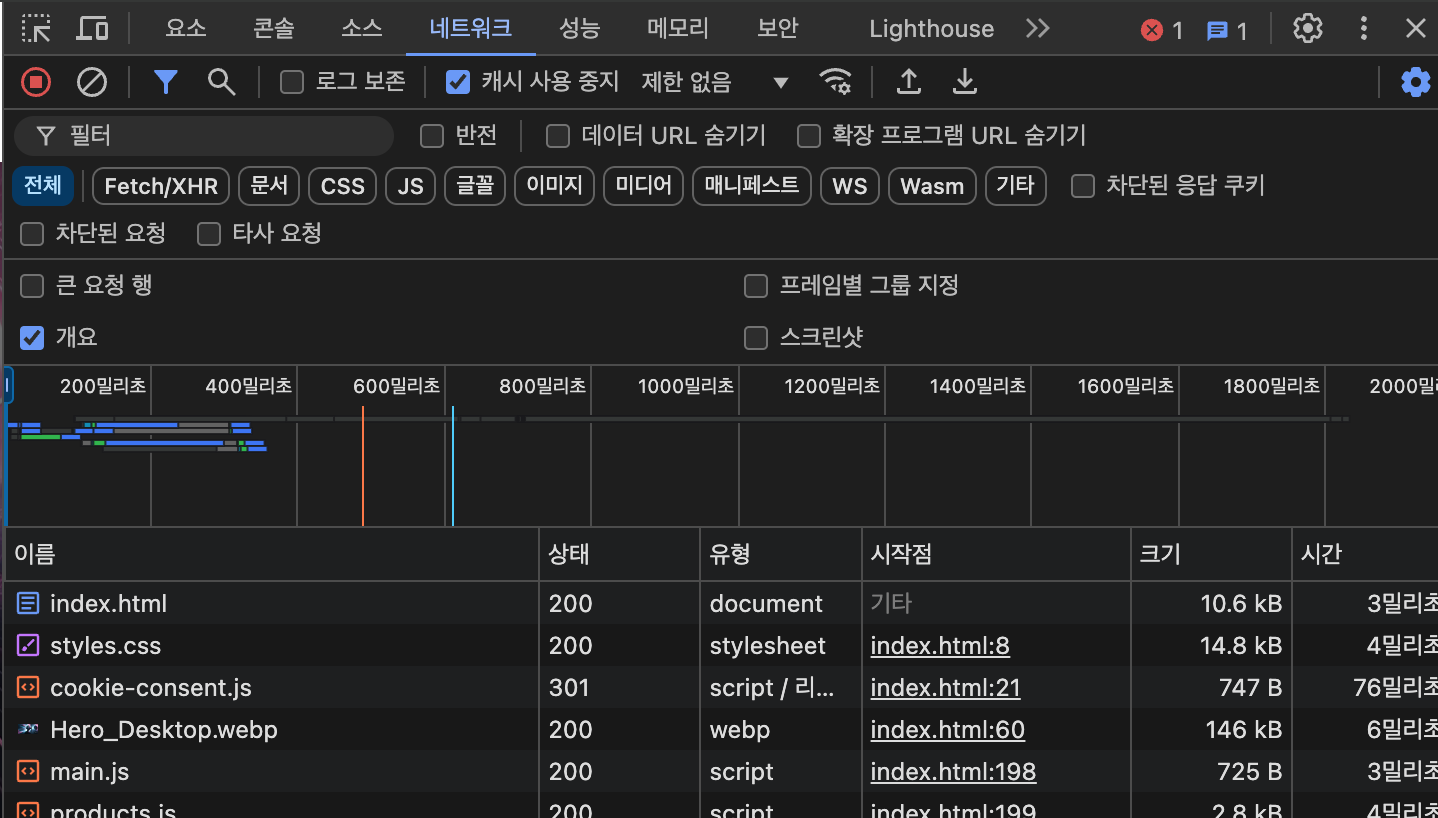 요소 콘솔 소스 네트워크 성능 메모리 보안 Lighthouse 1 1
로그 보존 캐시 사용 중지 제한 없음
필터 반전 데이터 URL 숨기기 확장 프로그램 URL 숨기기
전체 Fetch/XHR 문서 CSS JS 글꼴 이미지 미디어 매니페스트 WS Wasm 기타 차단된 응답 쿠키
차단된 요청 타사 요청
큰 요청 행 프레임별 그룹 지정
개요 스크린샷
200밀리초 400밀리초 600밀리초 800밀리초 1000밀리초 1200밀리초 1400밀리초 1600밀리초 1800밀리초 2000밀리
이름 상태 유형 시작점 크기 시간
index.html 200 document 기타 10.6 kB 3밀리초
styles.css 200 stylesheet index.html:8 14.8 kB 4밀리초
cookie-consent.js 301 script / 리... index.html:21 747 B 76밀리초
Hero_Desktop.webp 200 webp index.html:60 146 kB 6밀리초
main.js 200 script index.html:198 725 B 3밀리초
products.js 200 script index.html:199 2.8 kB 4밀리초